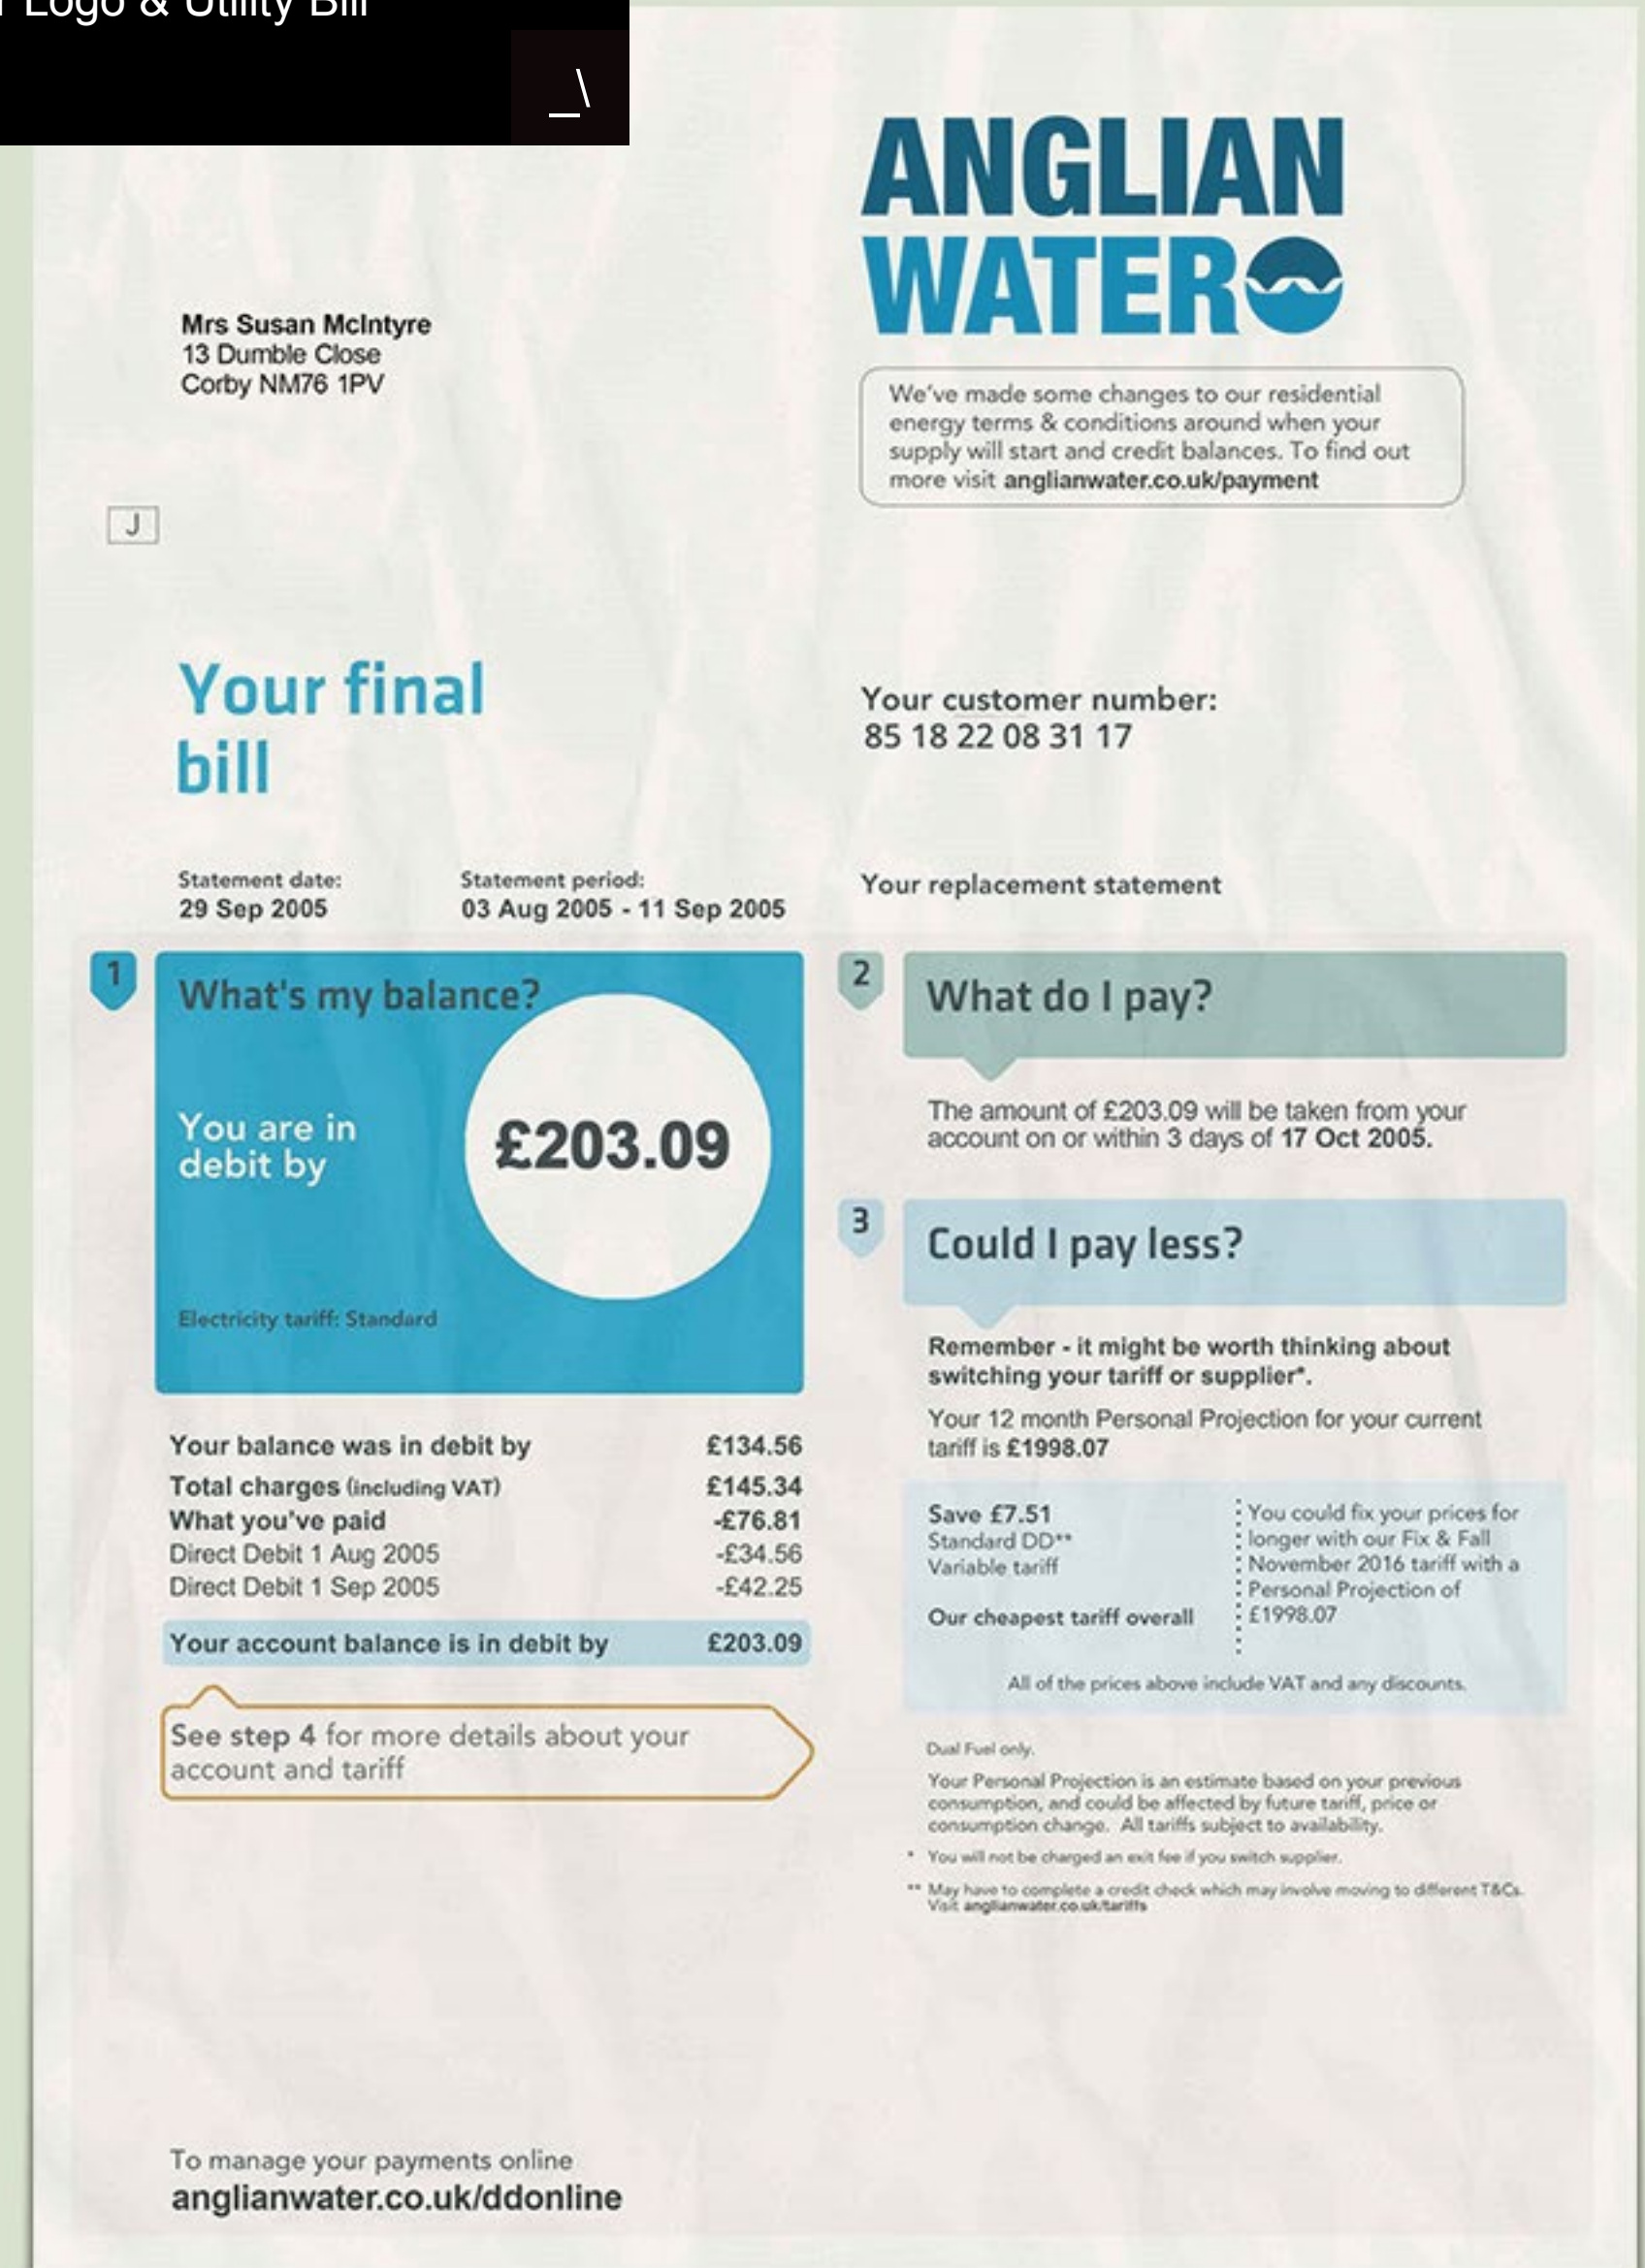 Logo & Utility Bill
_\
ANGLIAN
WATER
Mrs Susan McIntyre
13 Dumble Close
Corby NM76 1PV
We've made some changes to our residential
energy terms & conditions around when your
supply will start and credit balances. To find out
more visit anglianwater.co.uk/payment
J
Your final
bill
Your customer number:
85 18 22 08 31 17
Statement date:
29 Sep 2005
Statement period:
03 Aug 2005 - 11 Sep 2005
Your replacement statement
1
What's my balance?
You are in
debit by
£203.09
Electricity tariff: Standard
Your balance was in debit by £134.56
Total charges (including VAT) £145.34
What you've paid -£76.81
Direct Debit 1 Aug 2005 -£34.56
Direct Debit 1 Sep 2005 -£42.25
Your account balance is in debit by £203.09
See step 4 for more details about your
account and tariff
2
What do I pay?
The amount of £203.09 will be taken from your
account on or within 3 days of 17 Oct 2005.
3
Could I pay less?
Remember - it might be worth thinking about
switching your tariff or supplier*.
Your 12 month Personal Projection for your current
tariff is £1998.07
Save £7.51
Standard DD**
Variable tariff
Our cheapest tariff overall
You could fix your prices for
longer with our Fix & Fall
November 2016 tariff with a
Personal Projection of
£1998.07
All of the prices above include VAT and any discounts.
Dual Fuel only.
Your Personal Projection is an estimate based on your previous
consumption, and could be affected by future tariff, price or
consumption change. All tariffs subject to availability.
* You will not be charged an exit fee if you switch supplier.
** May have to complete a credit check which may involve moving to different T&Cs.
Visit anglianwater.co.uk/tariffs
To manage your payments online
anglianwater.co.uk/ddonline